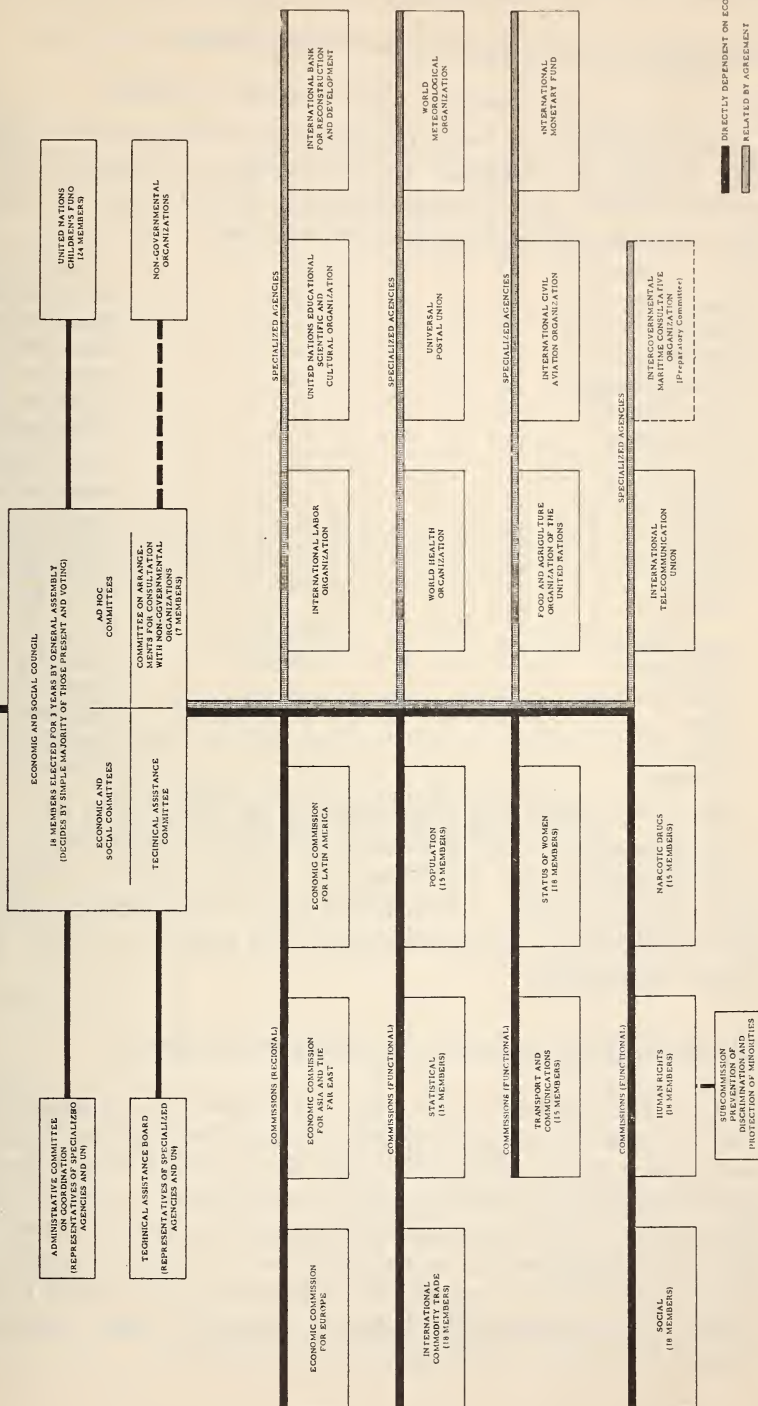 ECONOMIC AND SOCIAL COUNCIL
18 MEMBERS ELECTED FOR 3 YEARS BY GENERAL ASSEMBLY
(DECIDES BY SIMPLE MAJORITY OF THOSE PRESENT AND VOTING)
ECONOMIC AND
SOCIAL COMMITTEES
AD HOC
COMMITTEES
TECHNICAL ASSISTANCE
COMMITTEE
COMMITTEE ON ARRANGE-
MENTS FOR CONSULTATION
WITH NON-GOVERNMENTAL
ORGANIZATIONS
(7 MEMBERS)
ADMINISTRATIVE COMMITTEE
ON COORDINATION
(REPRESENTATIVES OF SPECIALIZED
AGENCIES AND UN)
TECHNICAL ASSISTANCE BOARD
(REPRESENTATIVES OF SPECIALIZED
AGENCIES AND UN)
UNITED NATIONS
CHILDREN'S FUND
(24 MEMBERS)
NON-GOVERNMENTAL
ORGANIZATIONS
COMMISSIONS (REGIONAL)
ECONOMIC COMMISSION
FOR EUROPE
ECONOMIC COMMISSION
FOR ASIA AND THE
FAR EAST
ECONOMIC COMMISSION
FOR LATIN AMERICA
SPECIALIZED AGENCIES
INTERNATIONAL LABOR
ORGANIZATION
UNITED NATIONS EDUCATIONAL
SCIENTIFIC AND
CULTURAL ORGANIZATION
INTERNATIONAL BANK
FOR RECONSTRUCTION
AND DEVELOPMENT
COMMISSIONS (FUNCTIONAL)
INTERNATIONAL
COMMODITY TRADE
(18 MEMBERS)
STATISTICAL
(15 MEMBERS)
POPULATION
(15 MEMBERS)
SPECIALIZED AGENCIES
WORLD HEALTH
ORGANIZATION
UNIVERSAL
POSTAL UNION
WORLD
METEOROLOGICAL
ORGANIZATION
COMMISSIONS (FUNCTIONAL)
TRANSPORT AND
COMMUNICATIONS
(15 MEMBERS)
STATUS OF WOMEN
(18 MEMBERS)
SPECIALIZED AGENCIES
FOOD AND AGRICULTURE
ORGANIZATION OF THE
UNITED NATIONS
INTERNATIONAL CIVIL
AVIATION ORGANIZATION
INTERNATIONAL
MONETARY FUND
COMMISSIONS (FUNCTIONAL)
SOCIAL
(18 MEMBERS)
HUMAN RIGHTS
(18 MEMBERS)
NARCOTIC DRUGS
(15 MEMBERS)
SUBCOMMISSION
PREVENTION OF
DISCRIMINATION AND
PROTECTION OF MINORITIES
SPECIALIZED AGENCIES
INTERNATIONAL
TELECOMMUNICATION
UNION
INTERGOVERNMENTAL
MARITIME CONSULTATIVE
ORGANIZATION
(Preparatory Committee)
DIRECTLY DEPENDENT ON ECO
RELATED BY AGREEMENT